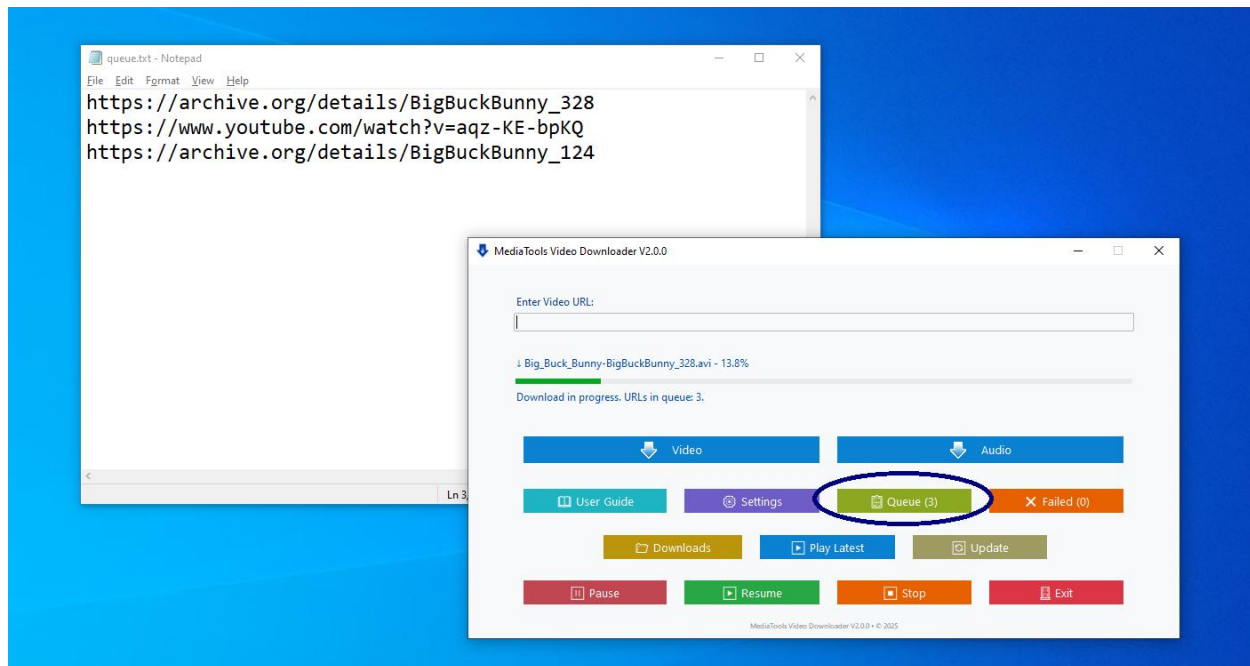 queue.txt - Notepad
File Edit Format View Help
https://archive.org/details/BigBuckBunny_328
https://www.youtube.com/watch?v=aqz-KE-bpKQ
https://archive.org/details/BigBuckBunny_124
Ln 3,
MediaTools Video Downloader V2.0.0
Enter Video URL:
↓ Big_Buck_Bunny-BigBuckBunny_328.avi - 13.8%
Download in progress. URLs in queue: 3.
Video Audio
User Guide Settings Queue (3) Failed (0)
Downloads Play Latest Update
Pause Resume Stop Exit
MediaTools Video Downloader V2.0.0 • © 2025